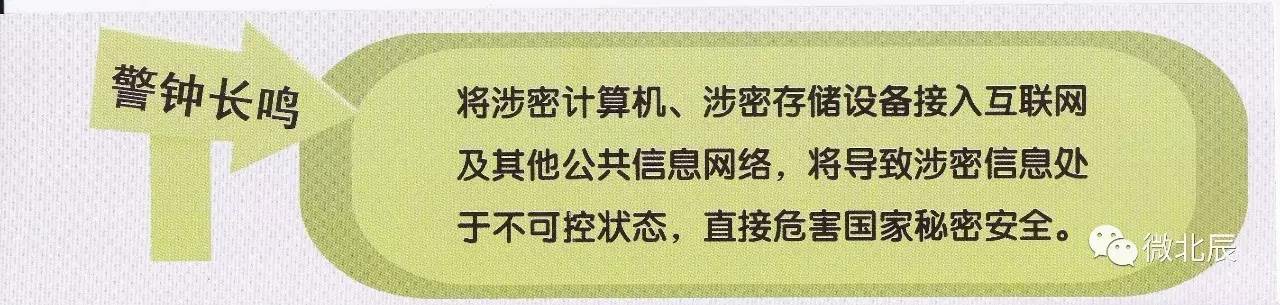 警钟长鸣
将涉密计算机、涉密存储设备接入互联网
及其他公共信息网络，将导致涉密信息处
于不可控状态，直接危害国家秘密安全。
微北辰